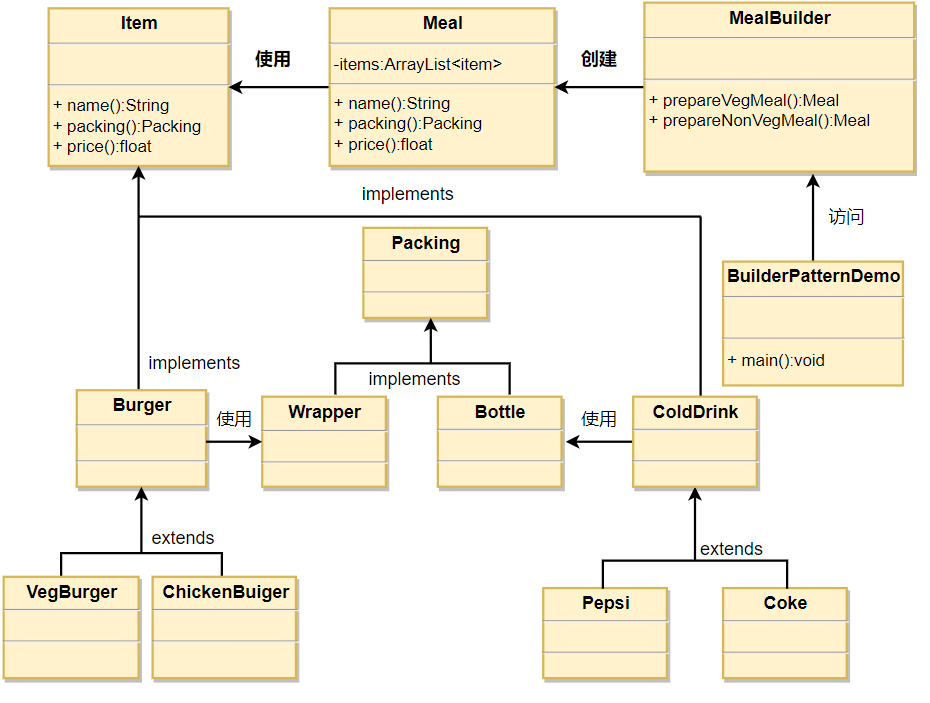 Item
+ name():String
+ packing():Packing
+ price():float
使用
Meal
-items:ArrayList<item>
+ name():String
+ packing():Packing
+ price():float
创建
MealBuilder
+ prepareVegMeal():Meal
+ prepareNonVegMeal():Meal
访问
BuilderPatternDemo
+ main():void
implements
Packing
implements
implements
Burger
使用
Wrapper
Bottle
使用
ColdDrink
extends
VegBurger
ChickenBuiger
extends
Pepsi
Coke